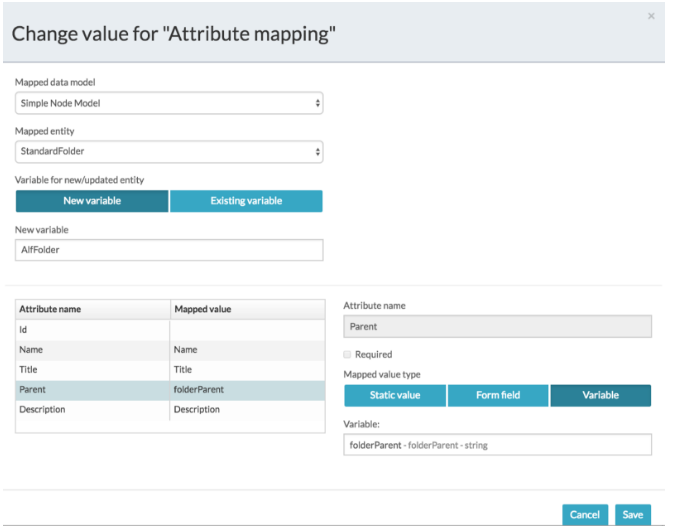 ×
Change value for "Attribute mapping"
Mapped data model
Simple Node Model
Mapped entity
StandardFolder
Variable for new/updated entity
New variable Existing variable
New variable
AlfFolder
Attribute name Mapped value
Id
Name Name
Title Title
Parent folderParent
Description Description
Attribute name
Parent
Required
Mapped value type
Static value Form field Variable
Variable:
folderParent - folderParent - string
Cancel Save